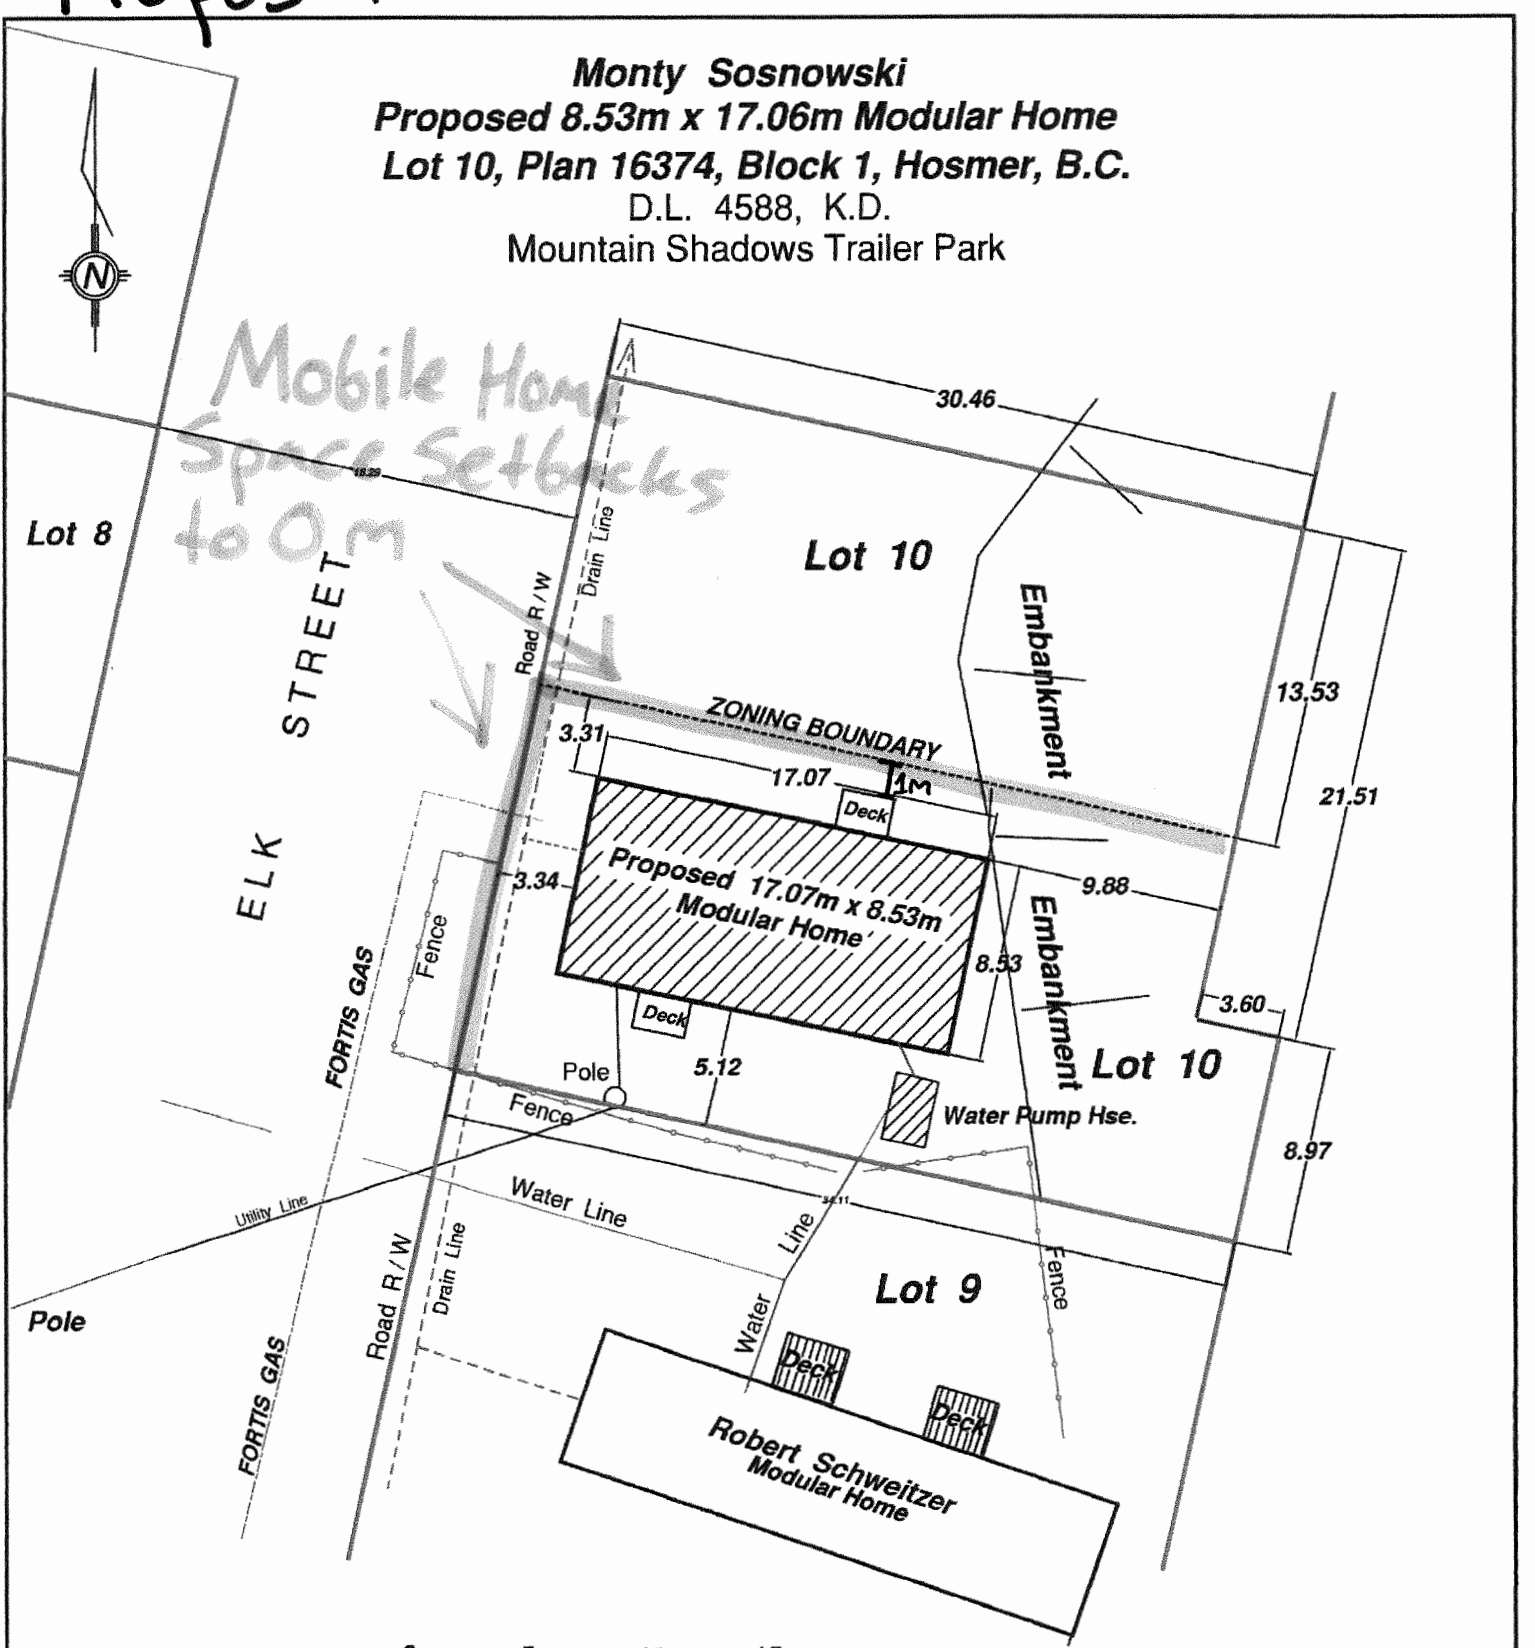 Monty Sosnowski
Proposed 8.53m x 17.06m Modular Home
Lot 10, Plan 16374, Block 1, Hosmer, B.C.
D.L. 4588, K.D.
Mountain Shadows Trailer Park
N
Mobile Home
Space Setbacks
to 0 m
30.46
18.29
Lot 8
Lot 10
Drain Line
Road R/W
Embankment
ELK STREET
13.53
21.51
ZONING BOUNDARY
3.31
17.07
1M
Deck
Proposed 17.07m x 8.53m
Modular Home
3.34
9.88
8.53
Embankment
Fence
FORTIS GAS
3.60
Deck
5.12
Lot 10
Pole
Fence
Water Pump Hse.
8.97
34.11
Utility Line
Water Line
Water Line
Pole
Road R/W
Drain Line
Lot 9
Fence
FORTIS GAS
Deck
Deck
Robert Schweitzer
Modular Home